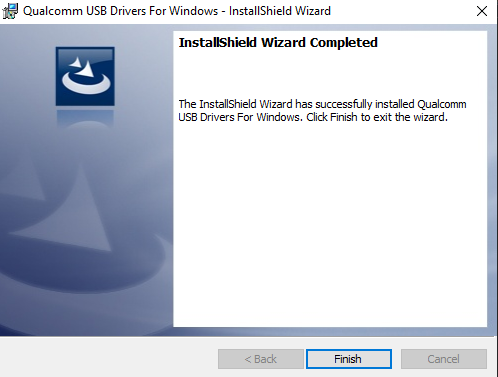 Qualcomm USB Drivers For Windows - InstallShield Wizard
InstallShield Wizard Completed
The InstallShield Wizard has successfully installed Qualcomm
USB Drivers For Windows. Click Finish to exit the wizard.
< Back
Finish
Cancel